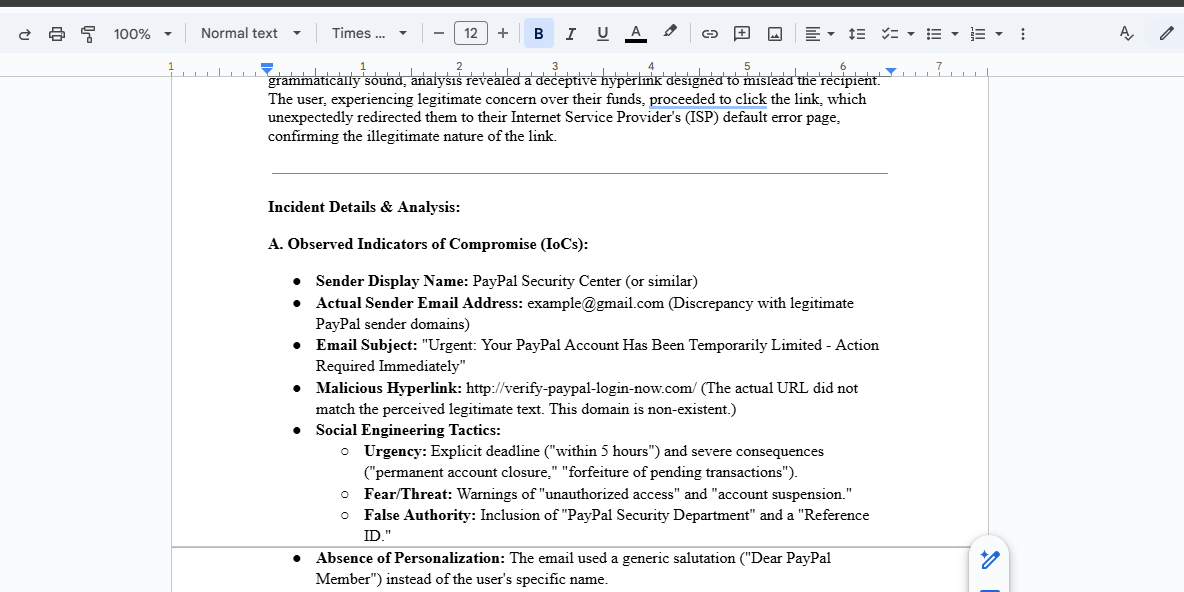 100% Normal text Times ... 12 B I U A
1 1 2 3 4 5 6 7
grammatically sound, analysis revealed a deceptive hyperlink designed to mislead the recipient.
The user, experiencing legitimate concern over their funds, proceeded to click the link, which
unexpectedly redirected them to their Internet Service Provider's (ISP) default error page,
confirming the illegitimate nature of the link.
Incident Details & Analysis:
A. Observed Indicators of Compromise (IoCs):
● Sender Display Name: PayPal Security Center (or similar)
● Actual Sender Email Address: example@gmail.com (Discrepancy with legitimate
PayPal sender domains)
● Email Subject: "Urgent: Your PayPal Account Has Been Temporarily Limited - Action
Required Immediately"
● Malicious Hyperlink: http://verify-paypal-login-now.com/ (The actual URL did not
match the perceived legitimate text. This domain is non-existent.)
● Social Engineering Tactics:
○ Urgency: Explicit deadline ("within 5 hours") and severe consequences
("permanent account closure," "forfeiture of pending transactions").
○ Fear/Threat: Warnings of "unauthorized access" and "account suspension."
○ False Authority: Inclusion of "PayPal Security Department" and a "Reference
ID."
● Absence of Personalization: The email used a generic salutation ("Dear PayPal
Member") instead of the user's specific name.